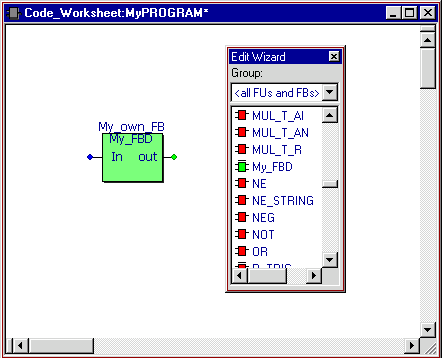 Code_Worksheet:MyPROGRAM*
Edit Wizard
Group:
<all FUs and FBs>
MUL_T_AI
MUL_T_AN
MUL_T_R
My_FBD
NE
NE_STRING
NEG
NOT
OR
My_own_FB
My_FBD
In out